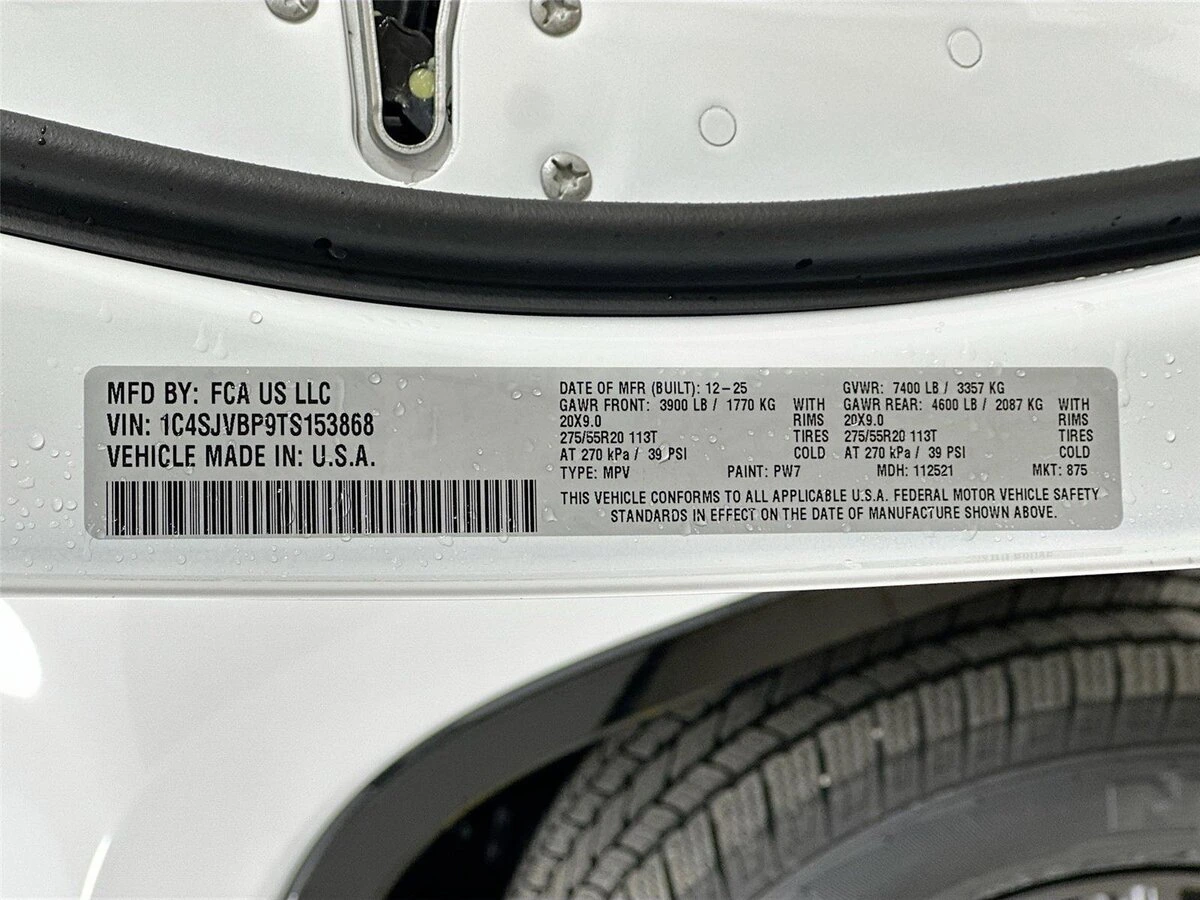 MFD BY: FCA US LLC
VIN: 1C4SJVBP9TS153868
VEHICLE MADE IN: U.S.A.
DATE OF MFR (BUILT): 12-25 GVWR: 7400 LB / 3357 KG
GAWR FRONT: 3900 LB / 1770 KG WITH GAWR REAR: 4600 LB / 2087 KG WITH
20X9.0 RIMS 20X9.0 RIMS
275/55R20 113T TIRES 275/55R20 113T TIRES
AT 270 kPa / 39 PSI COLD AT 270 kPa / 39 PSI COLD
TYPE: MPV PAINT: PW7 MDH: 112521 MKT: 875
THIS VEHICLE CONFORMS TO ALL APPLICABLE U.S.A. FEDERAL MOTOR VEHICLE SAFETY
STANDARDS IN EFFECT ON THE DATE OF MANUFACTURE SHOWN ABOVE.